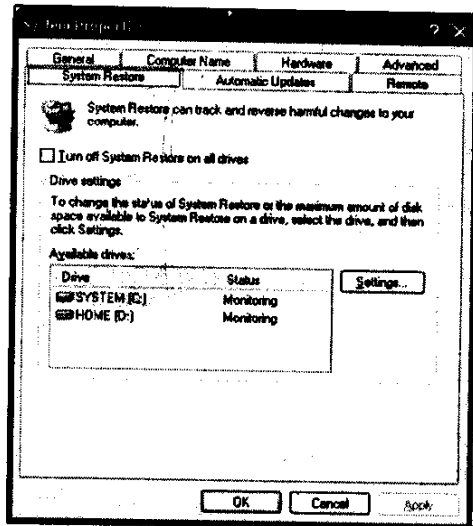 System Properties
General Computer Name Hardware Advanced
System Restore Automatic Updates Remote
System Restore can track and reverse harmful changes to your
computer.
Turn off System Restore on all drives
Drive settings
To change the status of System Restore or the maximum amount of disk
space available to System Restore on a drive, select the drive, and then
click Settings.
Available drives:
Drive Status
SYSTEM (C:) Monitoring
HOME (D:) Monitoring
Settings...
OK Cancel Apply